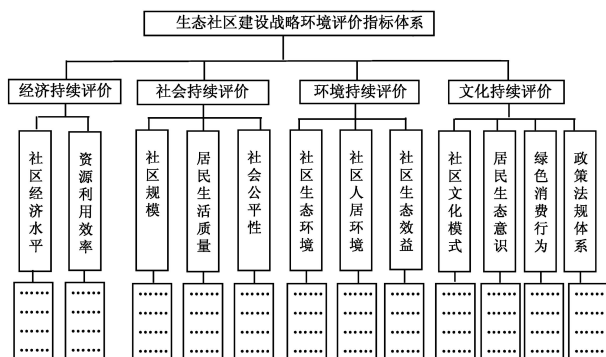 生态社区建设战略环境评价指标体系
经济持续评价
社会持续评价
环境持续评价
文化持续评价
社区经济水平
资源利用效率
社区规模
居民生活质量
社会公平性
社区生态环境
社区人居环境
社区生态效益
社区文化模式
居民生态意识
绿色消费行为
政策法规体系
…… …… …… …… …… …… …… …… …… …… …… ……
…… …… …… …… …… …… …… …… …… …… …… ……
…… …… …… …… …… …… …… …… …… …… …… ……
…… …… …… …… …… …… …… …… …… …… …… ……